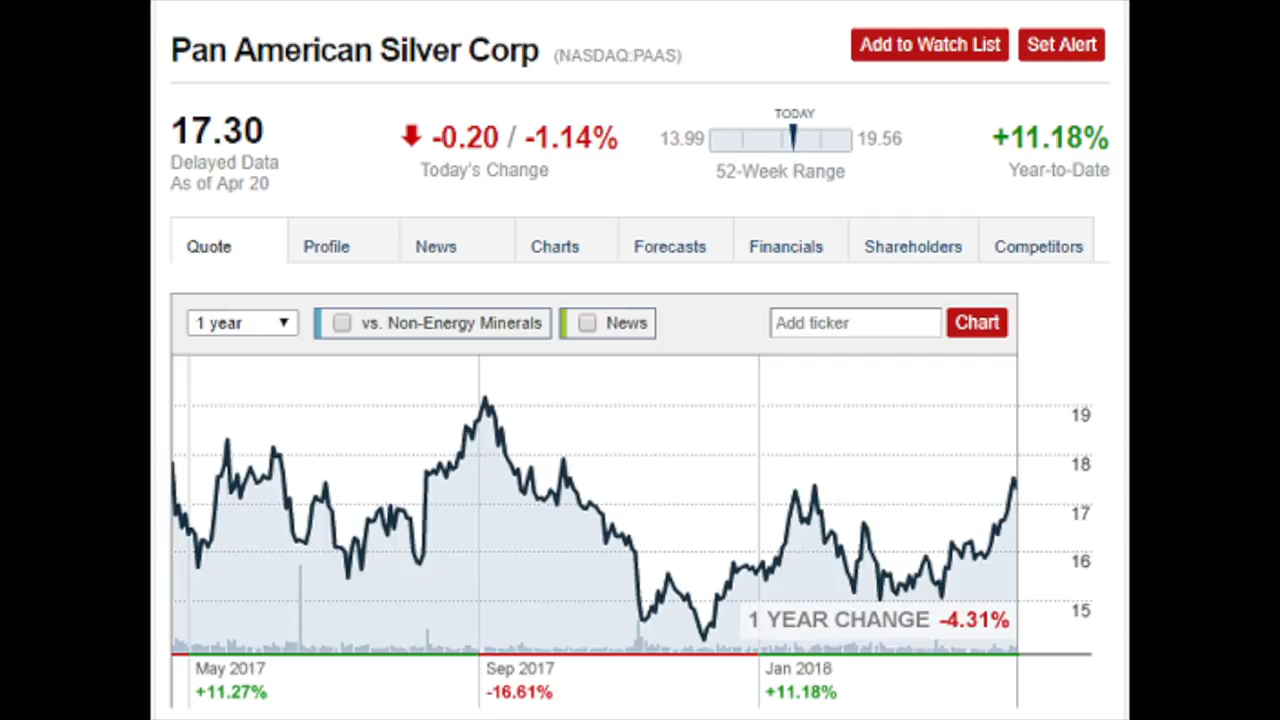 Pan American Silver Corp (NASDAQ:PAAS)
Add to Watch List
Set Alert
17.30
Delayed Data
As of Apr 20
-0.20 / -1.14%
Today's Change
TODAY
13.99 19.56
52-Week Range
+11.18%
Year-to-Date
Quote Profile News Charts Forecasts Financials Shareholders Competitors
1 year vs. Non-Energy Minerals News Add ticker Chart
19
18
17
16
15
1 YEAR CHANGE -4.31%
May 2017 Sep 2017 Jan 2018
+11.27% -16.61% +11.18%